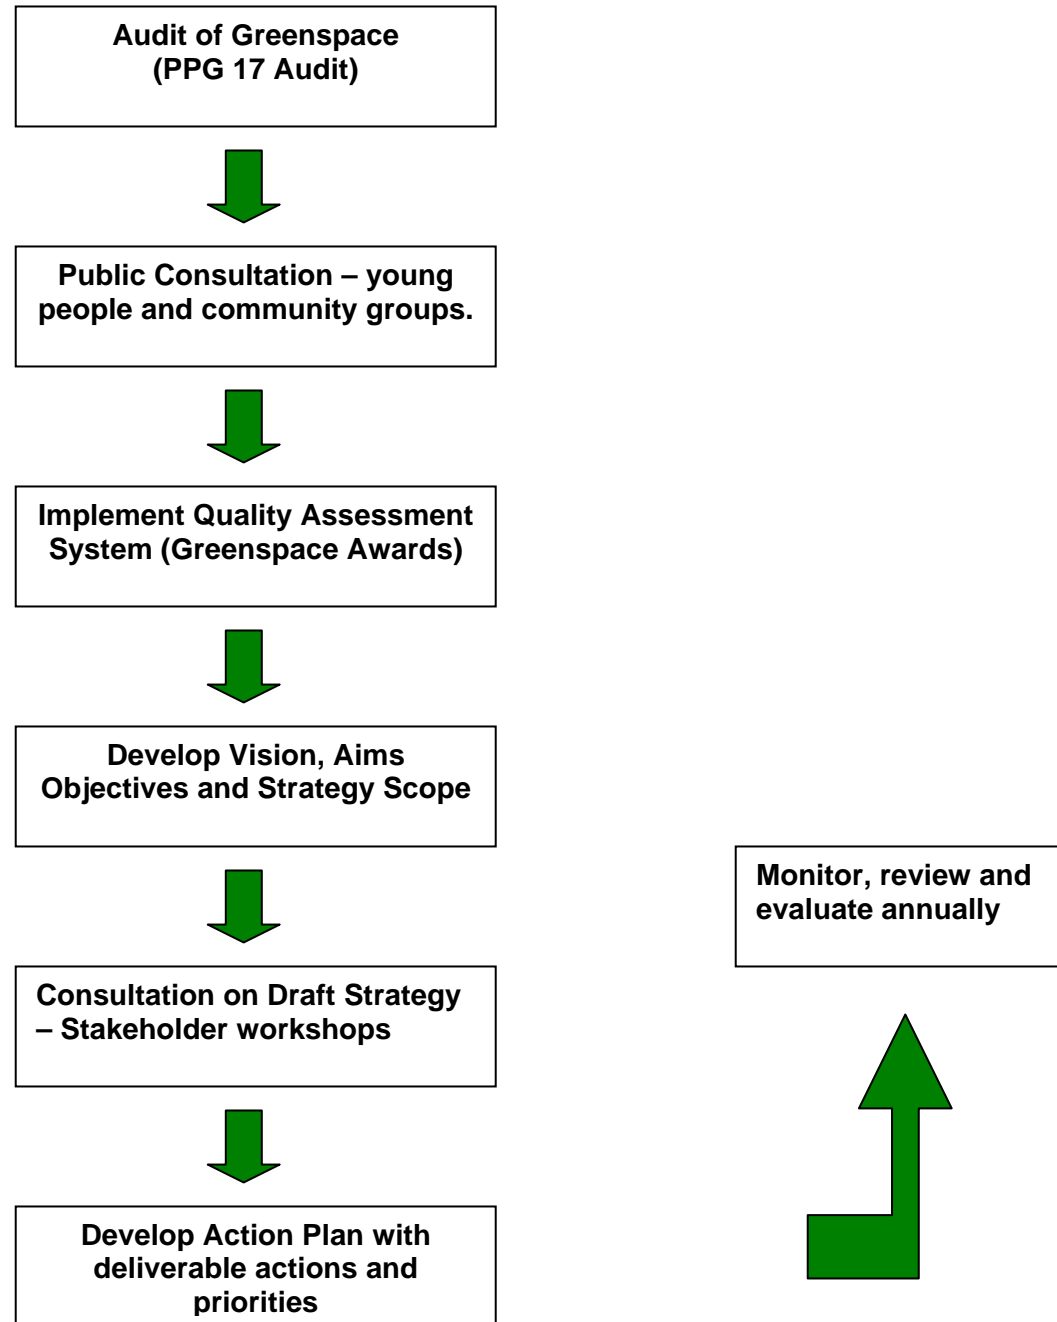 Audit of Greenspace
(PPG 17 Audit)
Public Consultation – young
people and community groups.
Implement Quality Assessment
System (Greenspace Awards)
Develop Vision, Aims
Objectives and Strategy Scope
Consultation on Draft Strategy
– Stakeholder workshops
Develop Action Plan with
deliverable actions and
priorities
Monitor, review and
evaluate annually